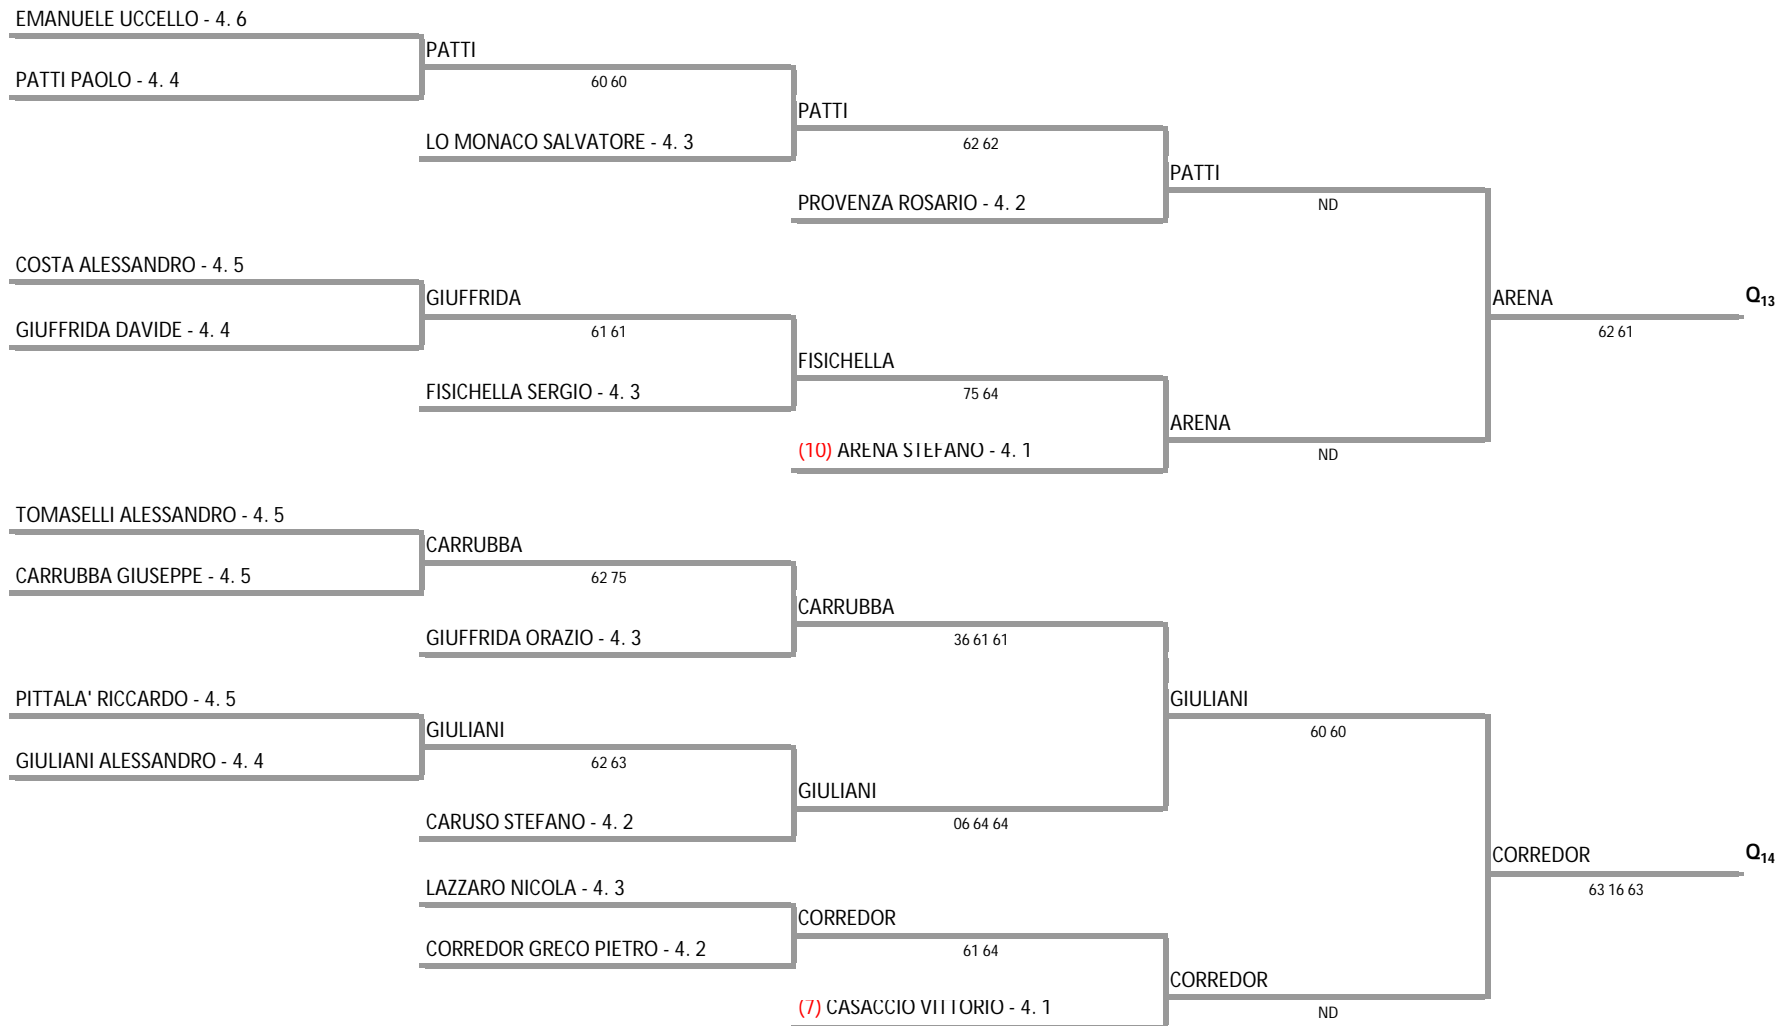 EMANUELE UCCELLO - 4. 6
PATTI
PATTI PAOLO - 4. 4
60 60
PATTI
LO MONACO SALVATORE - 4. 3
62 62
PATTI
PROVENZA ROSARIO - 4. 2
ND
COSTA ALESSANDRO - 4. 5
GIUFFRIDA
ARENA
Q13
GIUFFRIDA DAVIDE - 4. 4
61 61
62 61
FISICHELLA
FISICHELLA SERGIO - 4. 3
75 64
ARENA
(10) ARENA STEFANO - 4. 1
ND
TOMASELLI ALESSANDRO - 4. 5
CARRUBBA
CARRUBBA GIUSEPPE - 4. 5
62 75
CARRUBBA
GIUFFRIDA ORAZIO - 4. 3
36 61 61
PITTALA' RICCARDO - 4. 5
GIULIANI
GIULIANI
60 60
GIULIANI ALESSANDRO - 4. 4
62 63
GIULIANI
CARUSO STEFANO - 4. 2
06 64 64
CORREDOR
Q14
LAZZARO NICOLA - 4. 3
63 16 63
CORREDOR
CORREDOR GRECO PIETRO - 4. 2
61 64
CORREDOR
(7) CASACCIO VITTORIO - 4. 1
ND